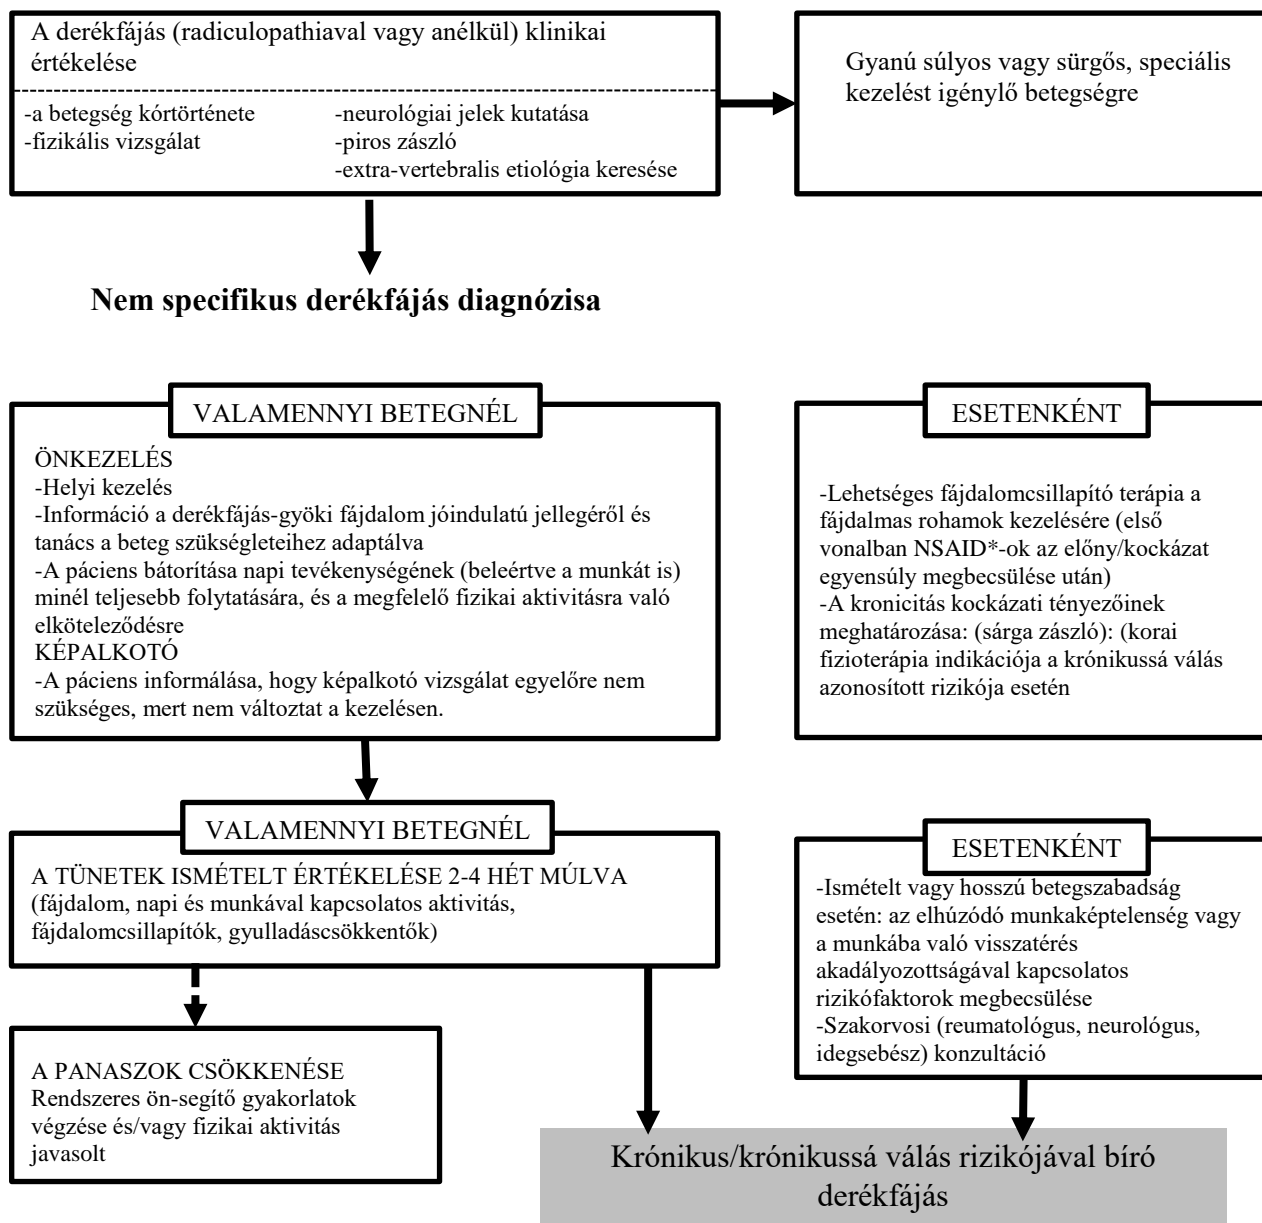 A derékfájás (radiculopathiaval vagy anélkül) klinikai
értékelése
-a betegség kórtörténete
-fizikális vizsgálat
-neurológiai jelek kutatása
-piros zászló
-extra-vertebralis etiológia keresése
Gyanú súlyos vagy sürgős, speciális
kezelést igénylő betegségre
Nem specifikus derékfájás diagnózisa
VALAMENNYI BETEGNÉL
ÖNKEZELÉS
-Helyi kezelés
-Információ a derékfájás-gyöki fájdalom jóindulatú jellegéről és
tanács a beteg szükségleteihez adaptálva
-A páciens bátorítása napi tevékenységének (beleértve a munkát is)
minél teljesebb folytatására, és a megfelelő fizikai aktivitásra való
elköteleződésre
KÉPALKOTÓ
-A páciens informálása, hogy képalkotó vizsgálat egyelőre nem
szükséges, mert nem változtat a kezelésen.
ESETENKÉNT
-Lehetséges fájdalomcsillapító terápia a
fájdalmas rohamok kezelésére (első
vonalban NSAID*-ok az előny/kockázat
egyensúly megbecsülése után)
-A kronicitás kockázati tényezőinek
meghatározása: (sárga zászló): (korai
fizioterápia indikációja a krónikussá válás
azonosított rizikója esetén
VALAMENNYI BETEGNÉL
A TÜNETEK ISMÉTELT ÉRTÉKELÉSE 2-4 HÉT MÚLVA
(fájdalom, napi és munkával kapcsolatos aktivitás,
fájdalomcsillapítók, gyulladáscsökkentők)
ESETENKÉNT
-Ismételt vagy hosszú betegszabadság
esetén: az elhúzódó munkaképtelenség vagy
a munkába való visszatérés
akadályozottságával kapcsolatos
rizikófaktorok megbecsülése
-Szakorvosi (reumatológus, neurológus,
idegsebész) konzultáció
A PANASZOK CSÖKKENÉSE
Rendszeres ön-segítő gyakorlatok
végzése és/vagy fizikai aktivitás
javasolt
Krónikus/krónikussá válás rizikójával bíró
derékfájás